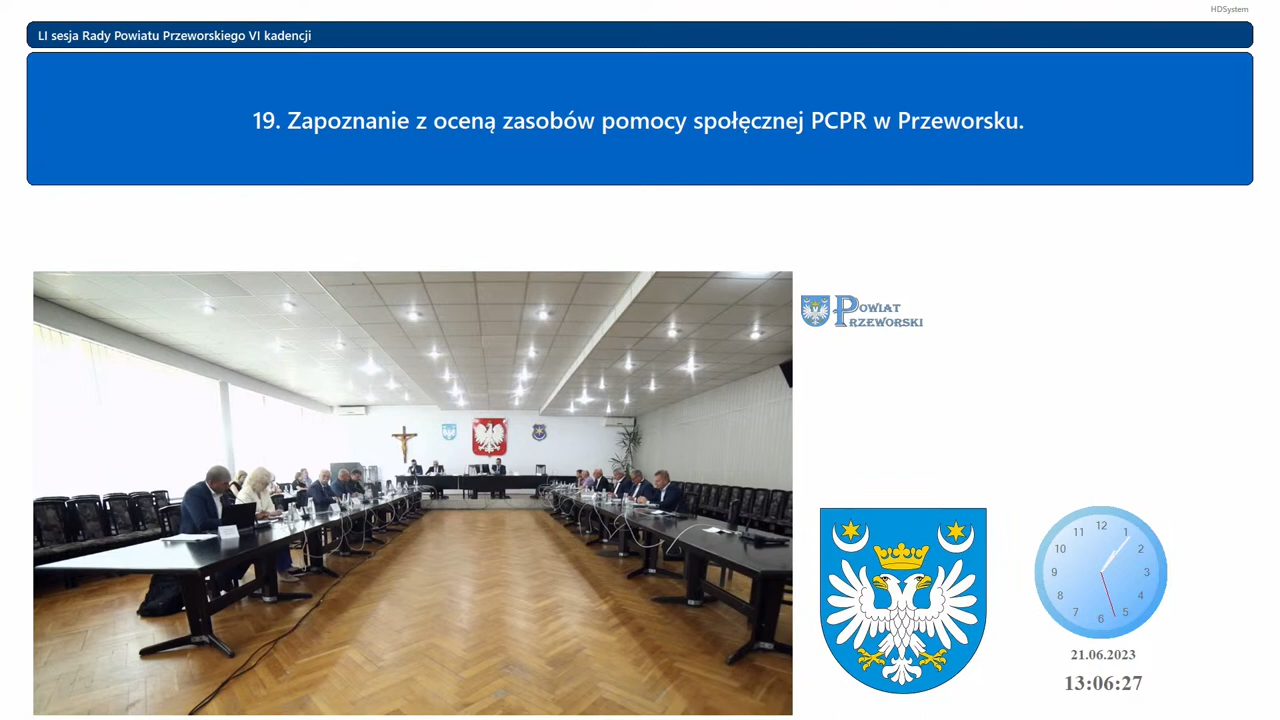 HDSystem
LI sesja Rady Powiatu Przeworskiego VI kadencji
19. Zapoznanie z oceną zasobów pomocy społęcznej PCPR w Przeworsku.
POWIAT
PRZEWORSKI
12
11 1
10 2
9 3
8 4
7 5
6
21.06.2023
13:06:27